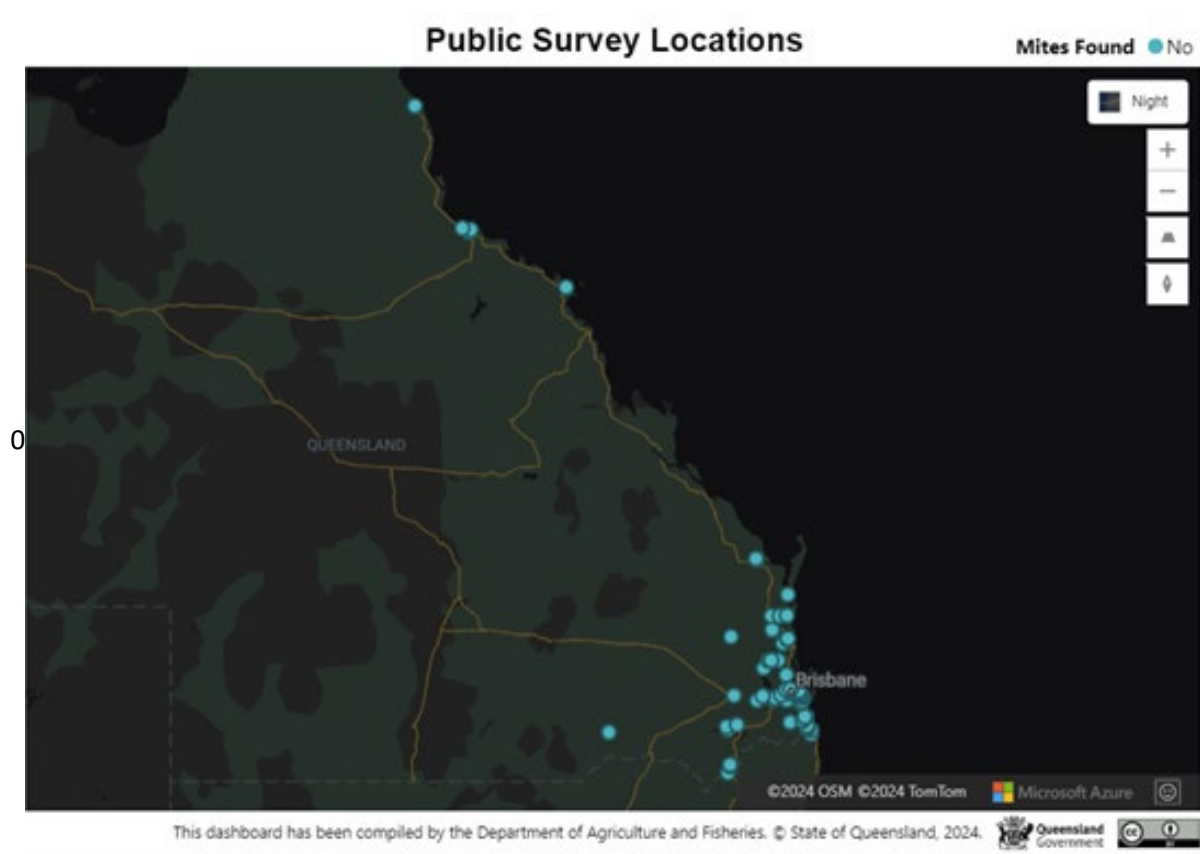 Public Survey Locations
Mites Found No
Night
+
−
0
QUEENSLAND
Brisbane
©2024 OSM ©2024 TomTom
Microsoft Azure
This dashboard has been compiled by the Department of Agriculture and Fisheries. © State of Queensland, 2024.
Queensland
Government
cc